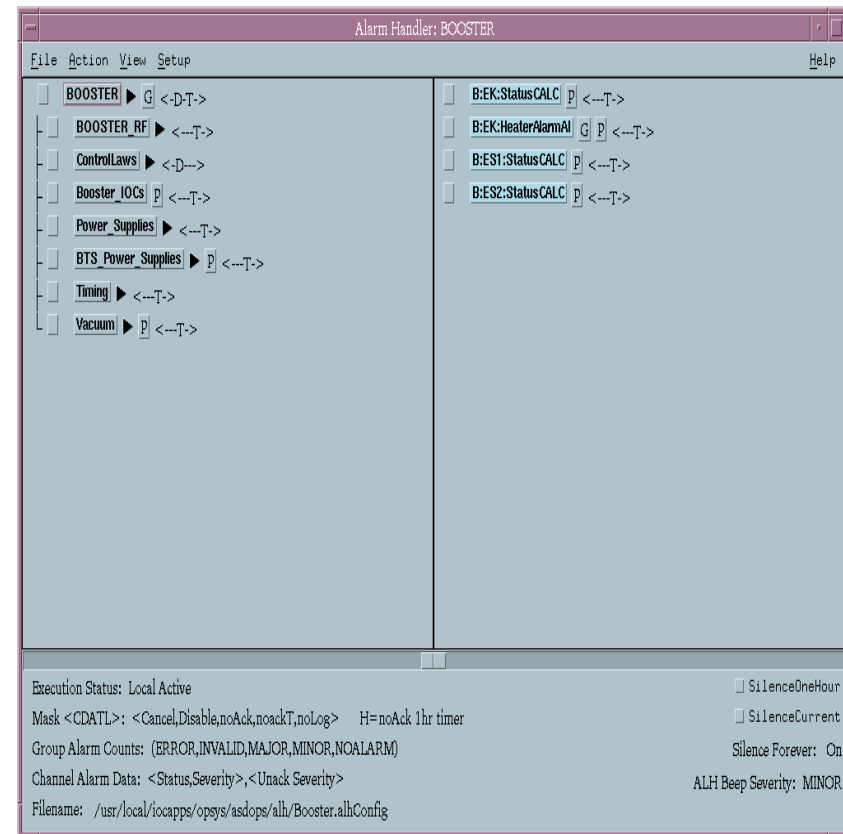 Alarm Handler: BOOSTER
File Action View Setup Help
BOOSTER G <-D-T->
BOOSTER_RF <---T->
ControlLaws <-D--->
Booster_IOCs P <---T->
Power_Supplies <---T->
BTS_Power_Supplies P <---T->
Timing <---T->
Vacuum P <---T->
B:EK:StatusCALC P <---T->
B:EK:HeaterAlarmAI G P <---T->
B:ES1:StatusCALC P <---T->
B:ES2:StatusCALC P <---T->
Execution Status: Local Active
Mask <CDATL>: <Cancel,Disable,noAck,noackT,noLog> H=noAck 1hr timer
Group Alarm Counts: (ERROR,INVALID,MAJOR,MINOR,NOALARM)
Channel Alarm Data: <Status,Severity>,<Unack Severity>
Filename: /usr/local/iocapps/opsys/asdops/alh/Booster.alhConfig
SilenceOneHour
SilenceCurrent
Silence Forever: On
ALH Beep Severity: MINOR